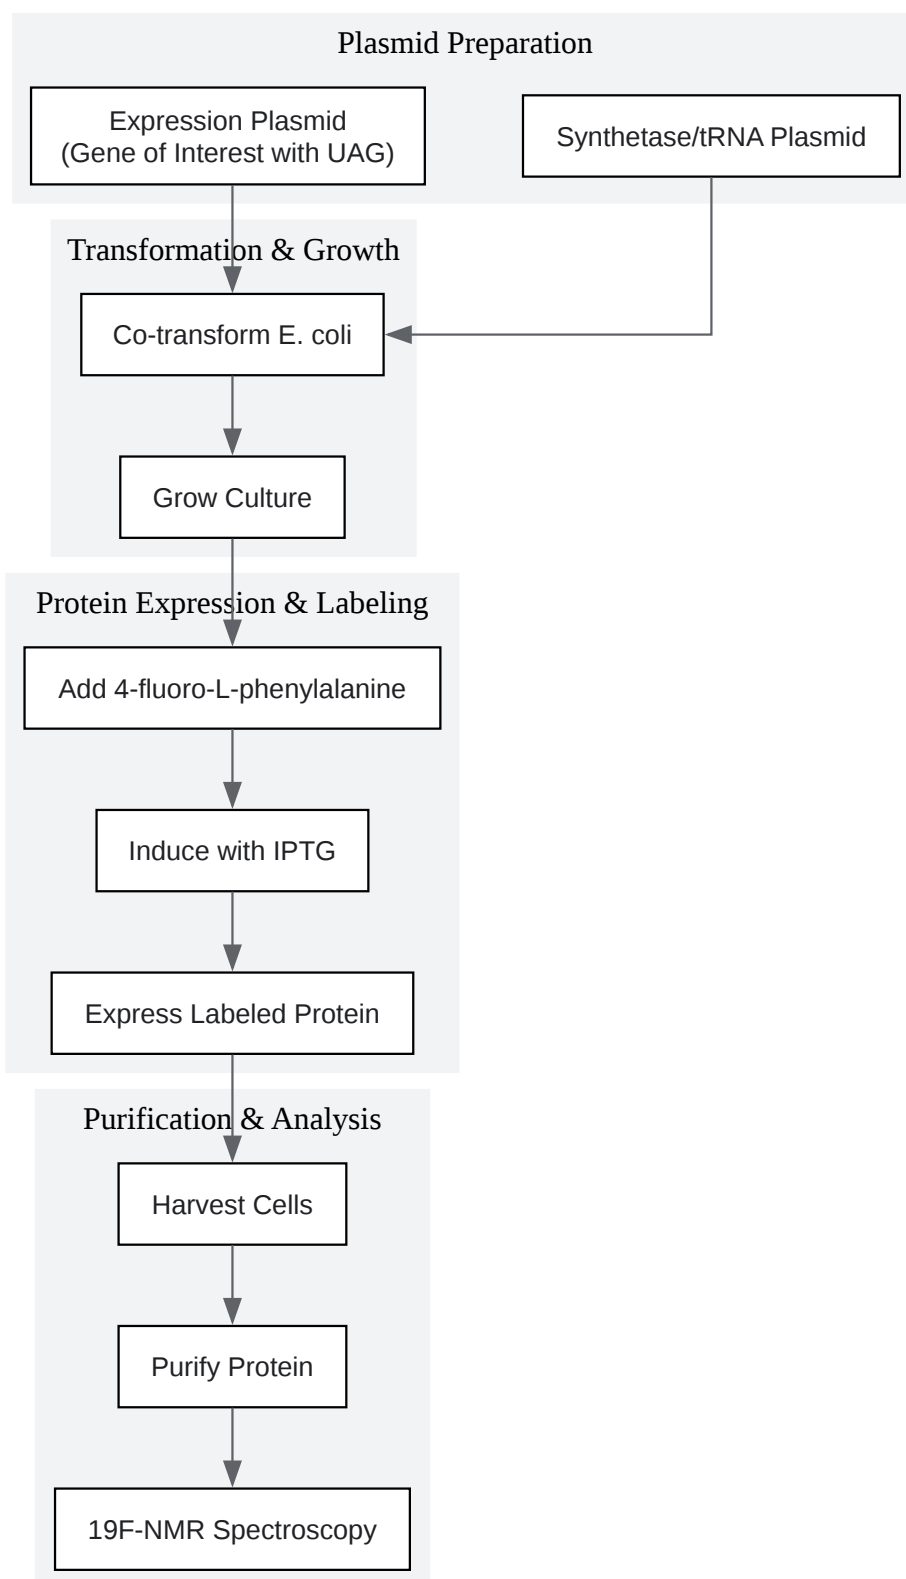 Plasmid Preparation
Expression Plasmid
(Gene of Interest with UAG)
Synthetase/tRNA Plasmid
Transformation & Growth
Co-transform E. coli
Grow Culture
Protein Expression & Labeling
Add 4-fluoro-L-phenylalanine
Induce with IPTG
Express Labeled Protein
Purification & Analysis
Harvest Cells
Purify Protein
19F-NMR Spectroscopy